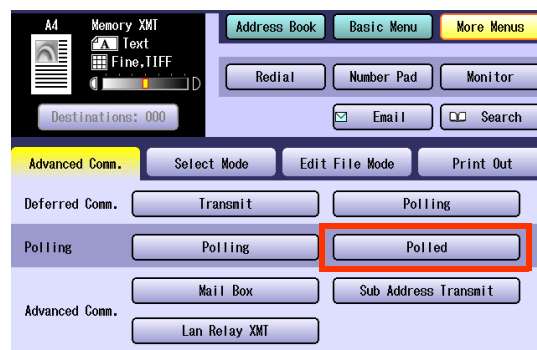 A4 Memory XMT Address Book Basic Menu More Menus
A Text
Fine,TIFF
Redial Number Pad Monitor
D
Destinations: 000 Email Search
Advanced Comm. Select Mode Edit File Mode Print Out
Deferred Comm. Transmit Polling
Polling Polling Polled
Mail Box Sub Address Transmit
Advanced Comm.
Lan Relay XMT